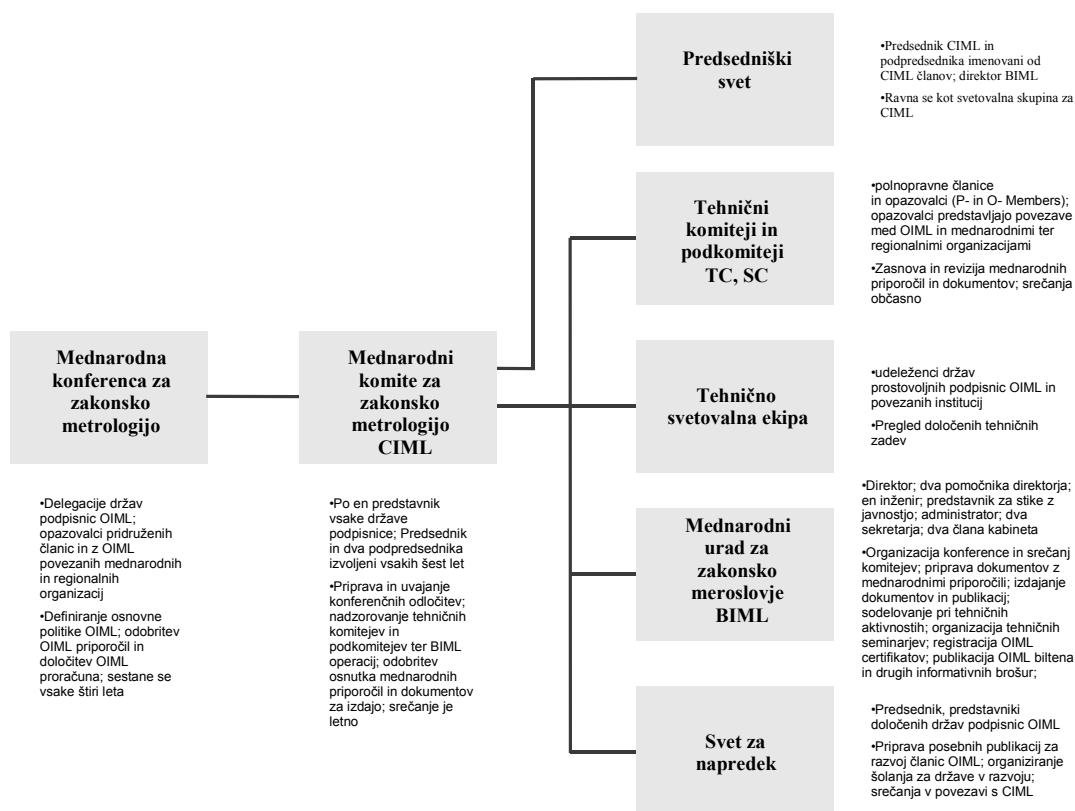 Predsedniški
svet
•Predsednik CIML in
podpredsednika imenovani od
CIML članov; direktor BIML
•Ravna se kot svetovalna skupina za
CIML
Tehnični
komiteji in
podkomiteji
TC, SC
•polnopravne članice
in opazovalci (P- in O- Members);
opazovalci predstavljajo povezave
med OIML in mednarodnimi ter
regionalnimi organizacijami
•Zasnova in revizija mednarodnih
priporočil in dokumentov; srečanja
občasno
Mednarodna
konferenca za
zakonsko
metrologijo
•Delegacije držav
podpisnic OIML;
opazovalci pridruženih
članic in z OIML
povezanih mednarodnih
in regionalnih
organizacij
•Definiranje osnovne
politike OIML; odobritev
OIML priporočil in
določitev OIML
proračuna; sestane se
vsake štiri leta
Mednarodni
komite za
zakonsko
metrologijo
CIML
•Po en predstavnik
vsake države
podpisnice; Predsednik
in dva podpredsednika
izvoljeni vsakih šest let
•Priprava in uvajanje
konferenčnih odločitev;
nadzorovanje tehničnih
komitejev in
podkomitejev ter BIML
operacij; odobritev
osnutka mednarodnih
priporočil in dokumentov
za izdajo; srečanje je
letno
Tehnično
svetovalna ekipa
•udeleženci držav
prostovoljnih podpisnic OIML in
povezanih institucij
•Pregled določenih tehničnih
zadev
Mednarodni
urad za
zakonsko
meroslovje
BIML
•Direktor; dva pomočnika direktorja;
en inženir; predstavnik za stike z
javnostjo; administrator; dva
sekretarja; dva člana kabineta
•Organizacija konference in srečanj
komitejev; priprava dokumentov z
mednarodnimi priporočili; izdajanje
dokumentov in publikacij;
sodelovanje pri tehničnih
aktivnostih; organizacija tehničnih
seminarjev; registracija OIML
certifikatov; publikacija OIML biltena
in drugih informativnih brošur;
Svet za
napredek
•Predsednik, predstavniki
določenih držav podpisnic OIML
•Priprava posebnih publikacij za
razvoj članic OIML; organiziranje
šolanja za države v razvoju;
srečanja v povezavi s CIML